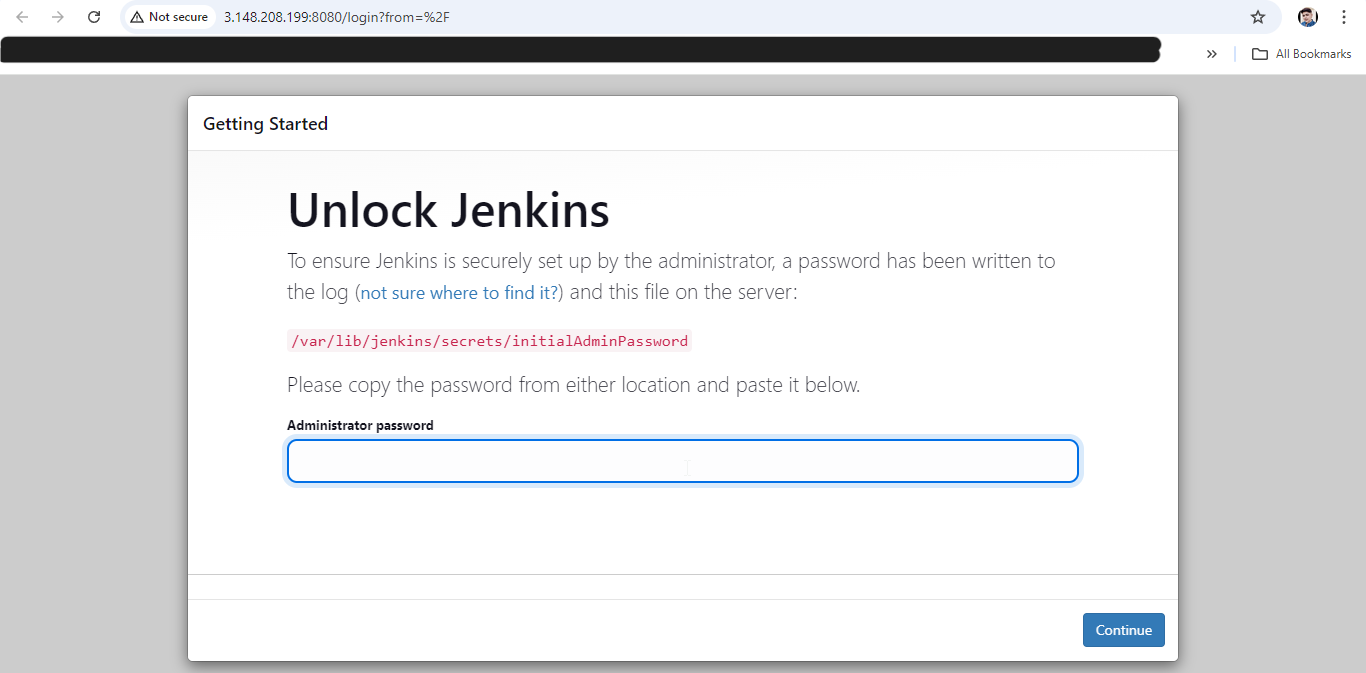 Not secure 3.148.208.199:8080/login?from=%2F
» All Bookmarks
Getting Started
Unlock Jenkins
To ensure Jenkins is securely set up by the administrator, a password has been written to
the log (not sure where to find it?) and this file on the server:
/var/lib/jenkins/secrets/initialAdminPassword
Please copy the password from either location and paste it below.
Administrator password
Continue